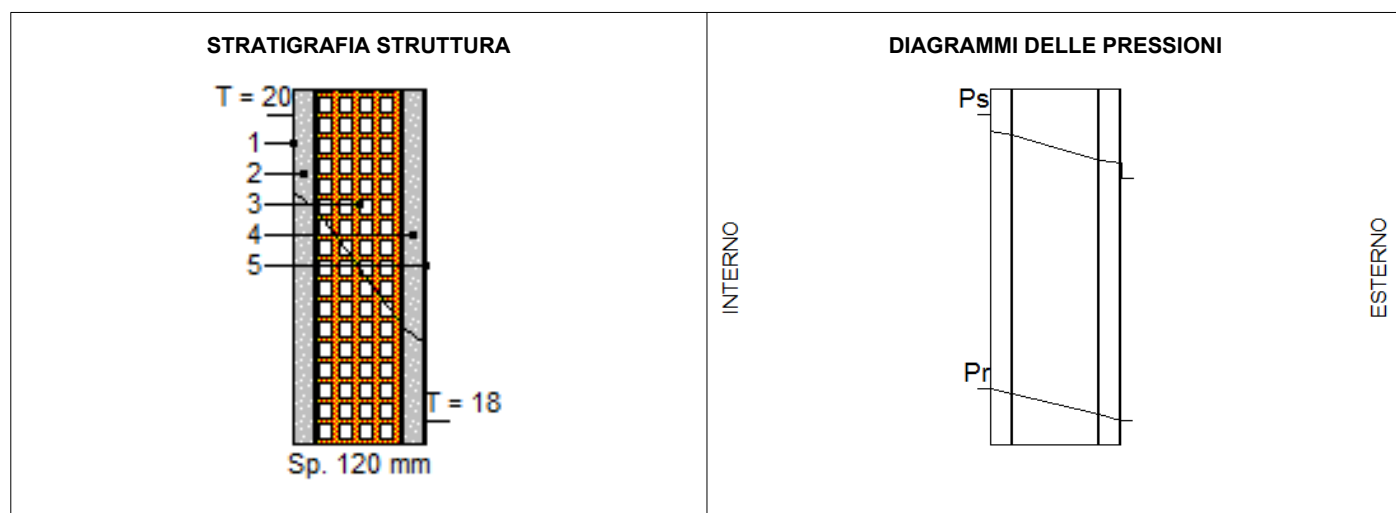 STRATIGRAFIA STRUTTURA
T = 20
1
2
3
4
5
T = 18
Sp. 120 mm
DIAGRAMMI DELLE PRESSIONI
Ps
Pr
INTERNO
ESTERNO